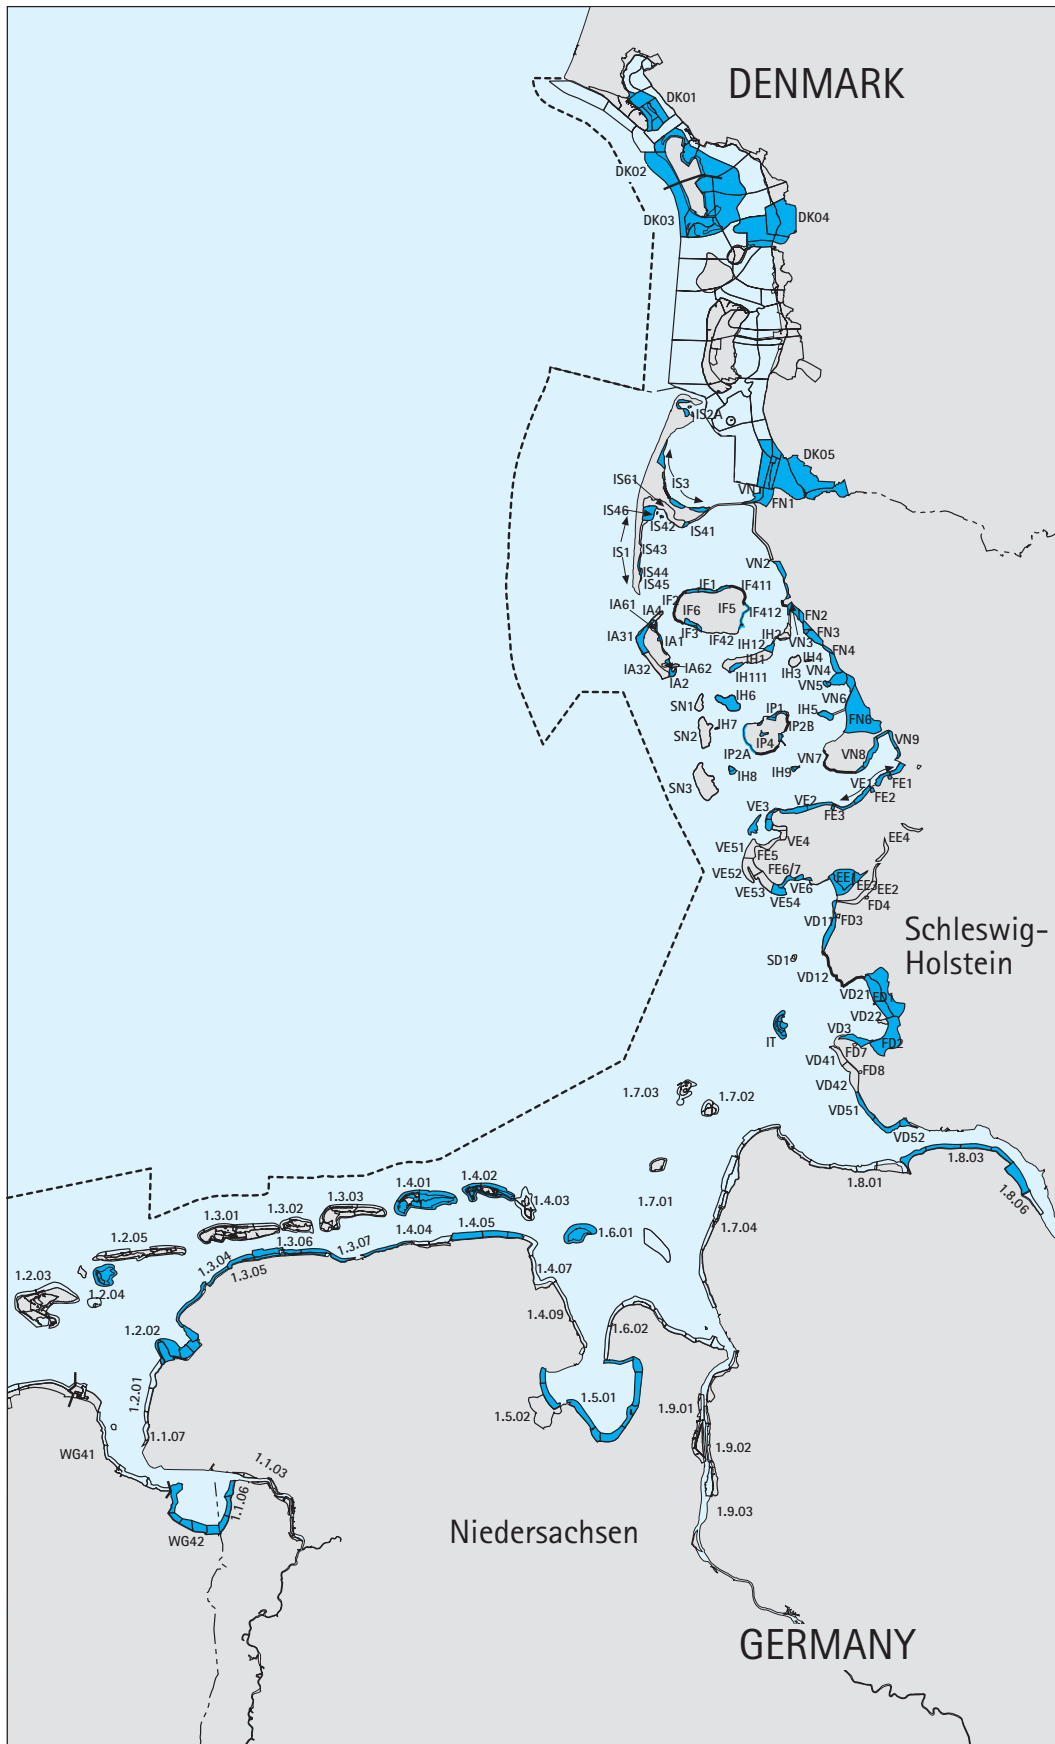 DENMARK
DK01
DK02
DK03
DK04
IS2A
DK05
IS61
IS3
VN1
FN1
IS46
IS42
IS41
IS1
IS43
VN2
IS44
IS45
IF1
IF411
IF2
IA61
IA4
IF6
IF5
IF412
FN2
IA31
IA1
IF3
IF42
IH2
FN3
IH12
VN3
FN4
IH1
IH4
IA32
IA62
IH111
IH3
VN4
IA2
VN5
IH6
VN6
SN1
IP1
IH5
FN6
IH7
IP2B
SN2
IP4
VN9
IP2A
VN7
VN8
IH8
IH9
VE1
FE1
SN3
FE2
VE2
VE3
FE3
VE4
EE4
VE51
FE5
VE52
FE6/7
EE1
EE3
VE53
VE6
EE2
VE54
FD4
VD11
FD3
Schleswig-
Holstein
SD1
VD12
VD21
FD1
VD22
VD3
IT
FD2
FD7
VD41
FD8
VD42
1.7.03
1.7.02
VD51
VD52
1.8.03
1.8.01
1.8.06
1.4.02
1.4.01
1.3.03
1.4.03
1.3.02
1.3.01
1.7.01
1.7.04
1.4.05
1.4.04
1.6.01
1.2.05
1.3.06
1.3.07
1.3.04
1.3.05
1.2.03
1.4.07
1.2.04
1.4.09
1.2.02
1.6.02
1.2.01
1.5.01
1.5.02
1.9.01
1.1.07
1.9.02
WG41
1.1.03
1.1.06
1.9.03
WG42
Niedersachsen
GERMANY